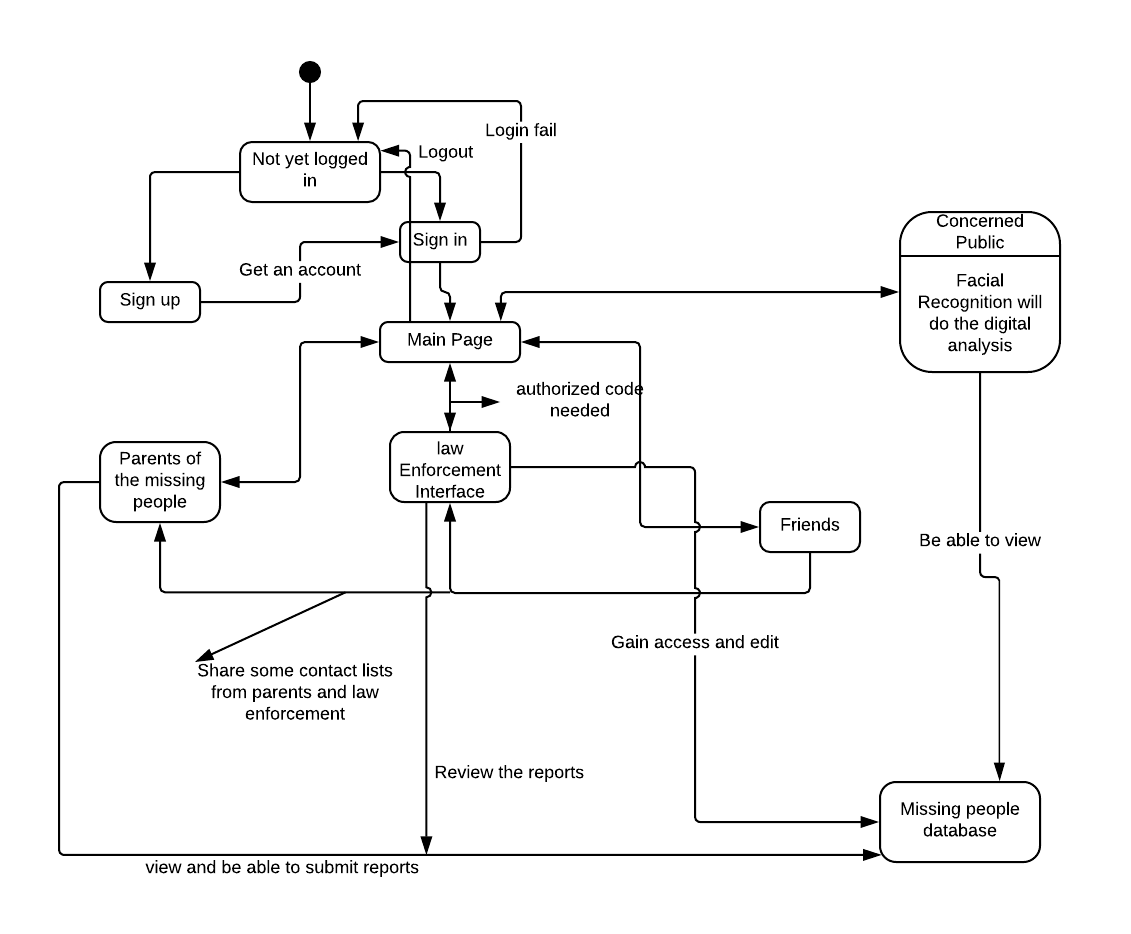 Login fail
Logout
Not yet logged
in
Concerned
Public
Sign in
Get an account
Facial
Recognition will
do the digital
analysis
Sign up
Main Page
authorized code
needed
law
Enforcement
Interface
Parents of
the missing
people
Friends
Be able to view
Gain access and edit
Share some contact lists
from parents and law
enforcement
Review the reports
Missing people
database
view and be able to submit reports